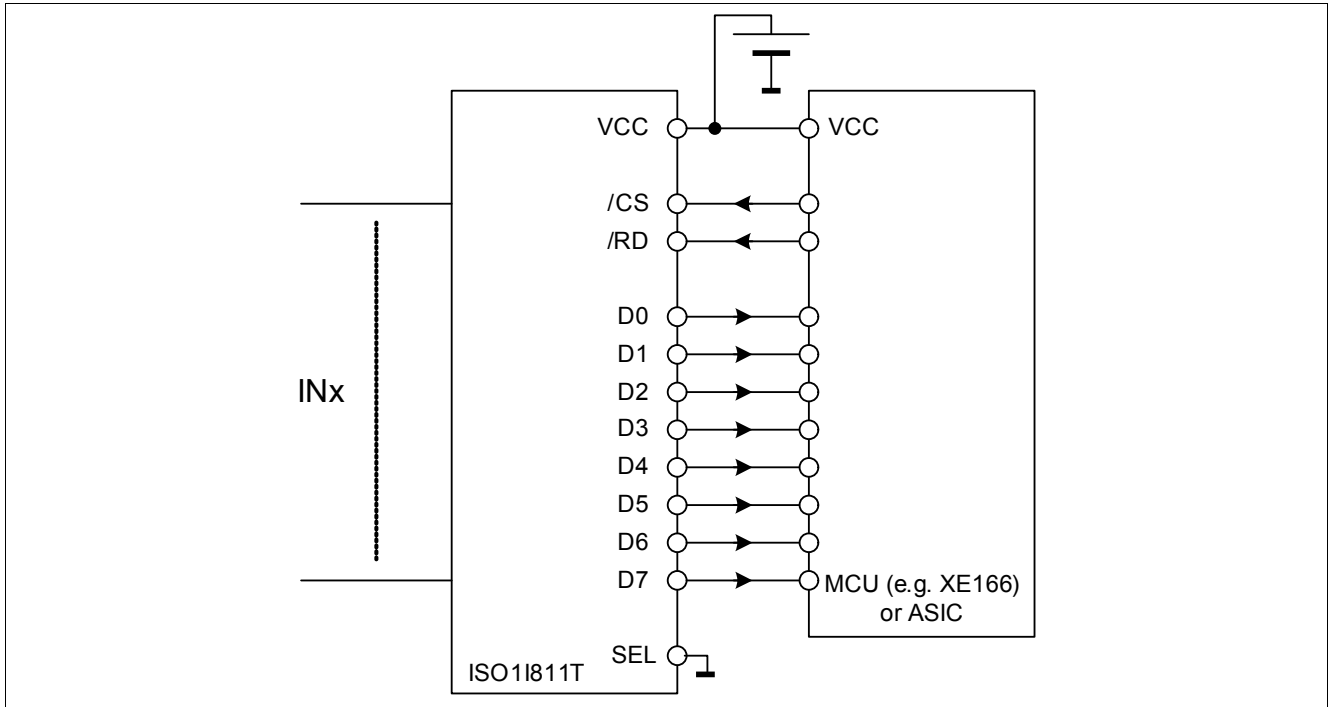 VCC
VCC
/CS
/RD
D0
D1
D2
D3
D4
D5
D6
D7
INx
MCU (e.g. XE166)
or ASIC
SEL
ISO1I811T